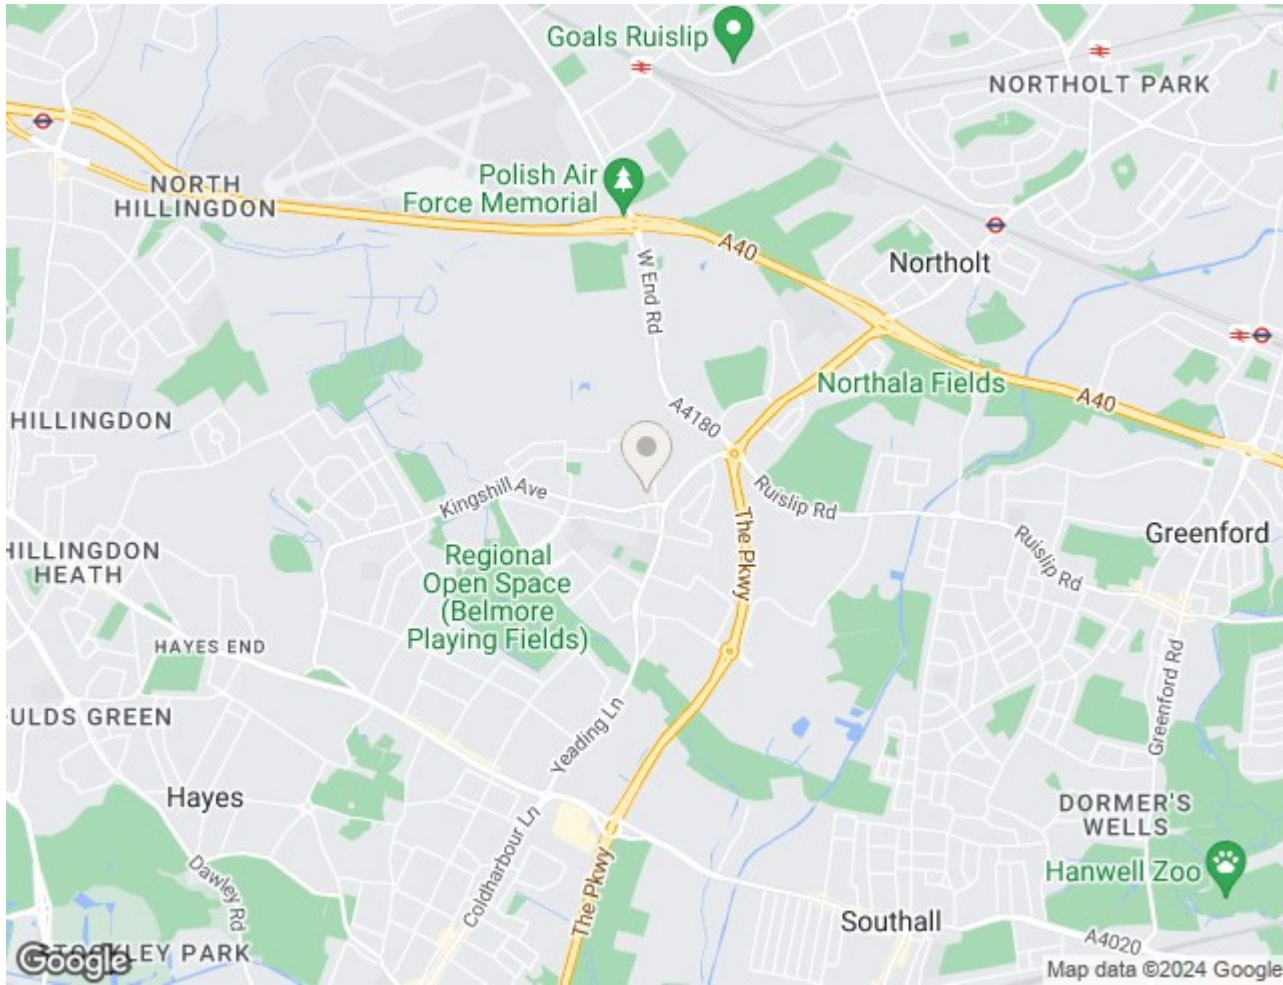 Goals Ruislip
NORTHOLT PARK
Polish Air
Force Memorial
NORTH
HILLINGDON
A40
W End Rd
Northolt
Northala Fields
A40
A4180
HILLINGDON
Kingshill Ave
Ruislip Rd
The Pkwy
Ruislip Rd
Greenford
HILLINGDON
HEATH
Regional
Open Space
(Belmore
Playing Fields)
HAYES END
Greenford Rd
ULDS GREEN
Yeading Ln
Hayes
Coldharbour Ln
DORMER'S
WELLS
The Pkwy
Hanwell Zoo
Dawley Rd
Southall
A4020
STOCKLEY PARK
Google
Map data ©2024 Google